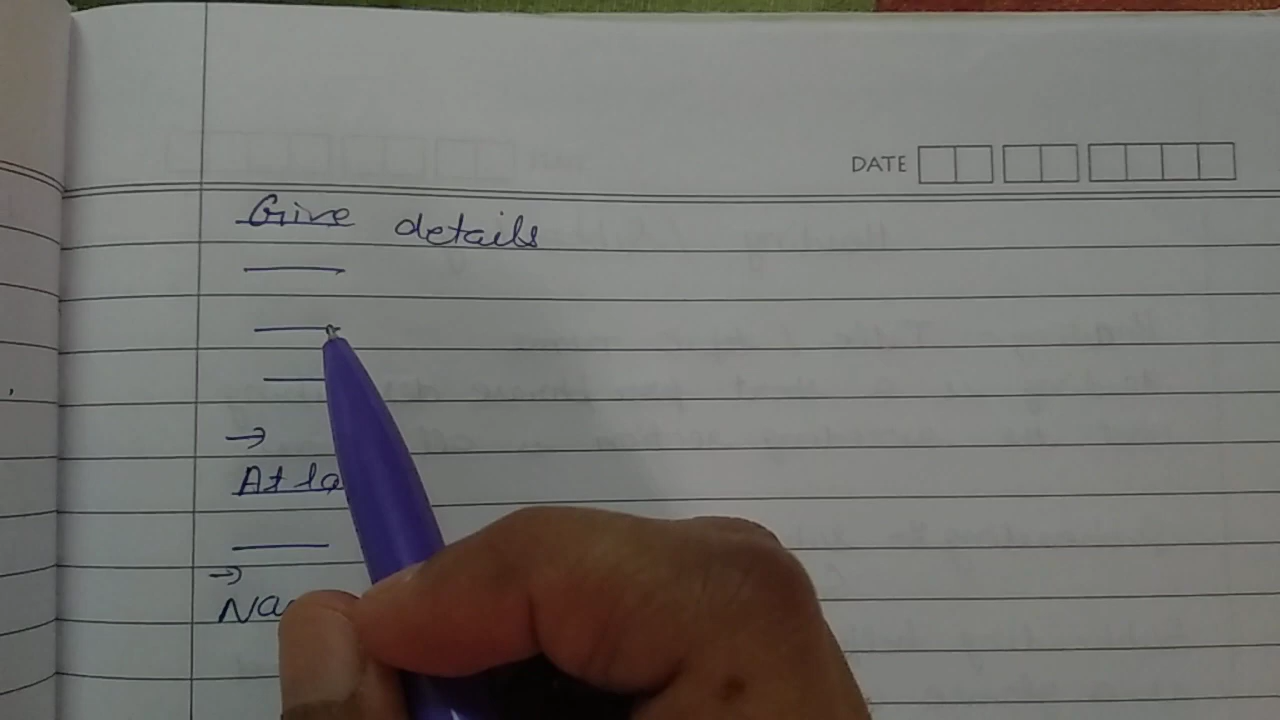 DATE
Give details
→
At la
→
Na